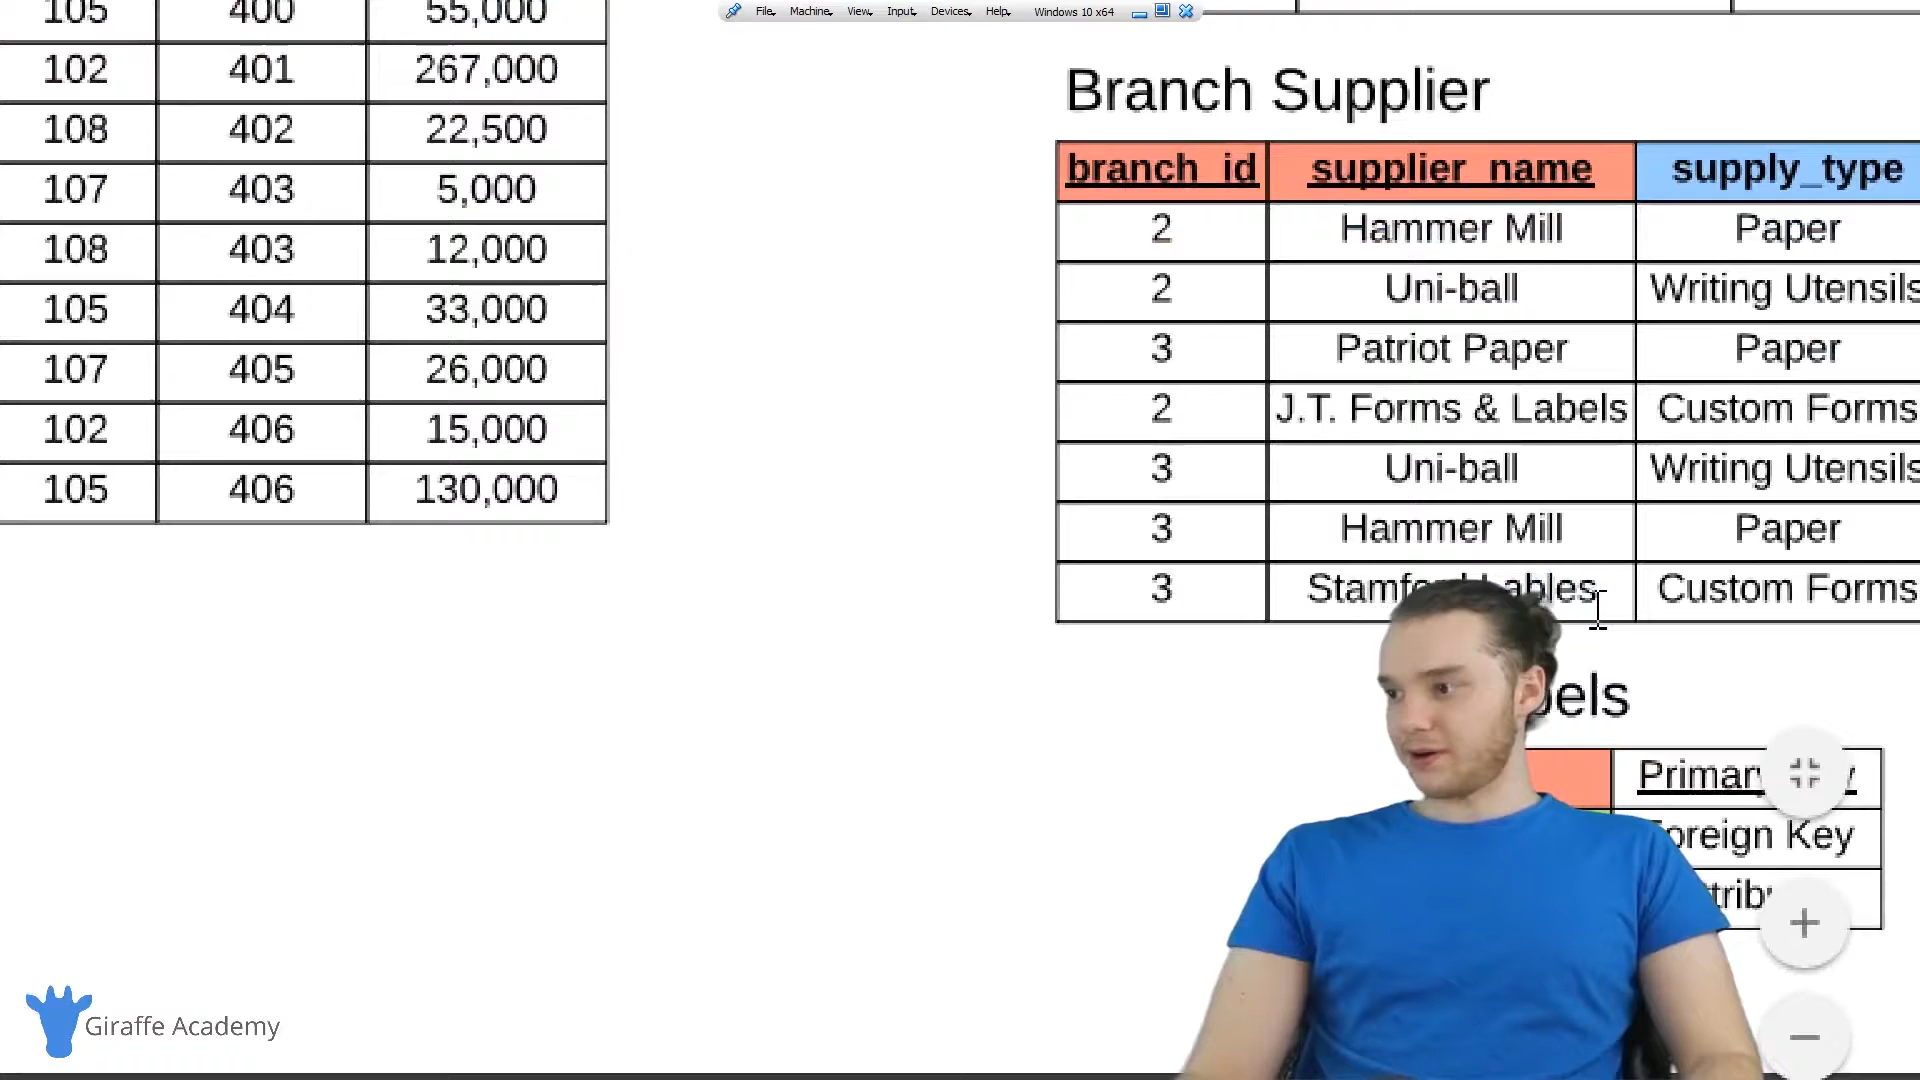 File Machine View Input Devices Help Windows 10 x64
105 400 55,000
102 401 267,000
108 402 22,500
107 403 5,000
108 403 12,000
105 404 33,000
107 405 26,000
102 406 15,000
105 406 130,000
Branch Supplier
branch_id supplier_name supply_type
2 Hammer Mill Paper
2 Uni-ball Writing Utensils
3 Patriot Paper Paper
2 J.T. Forms & Labels Custom Forms
3 Uni-ball Writing Utensils
3 Hammer Mill Paper
3 Custom Forms
Foreign Key
Giraffe Academy